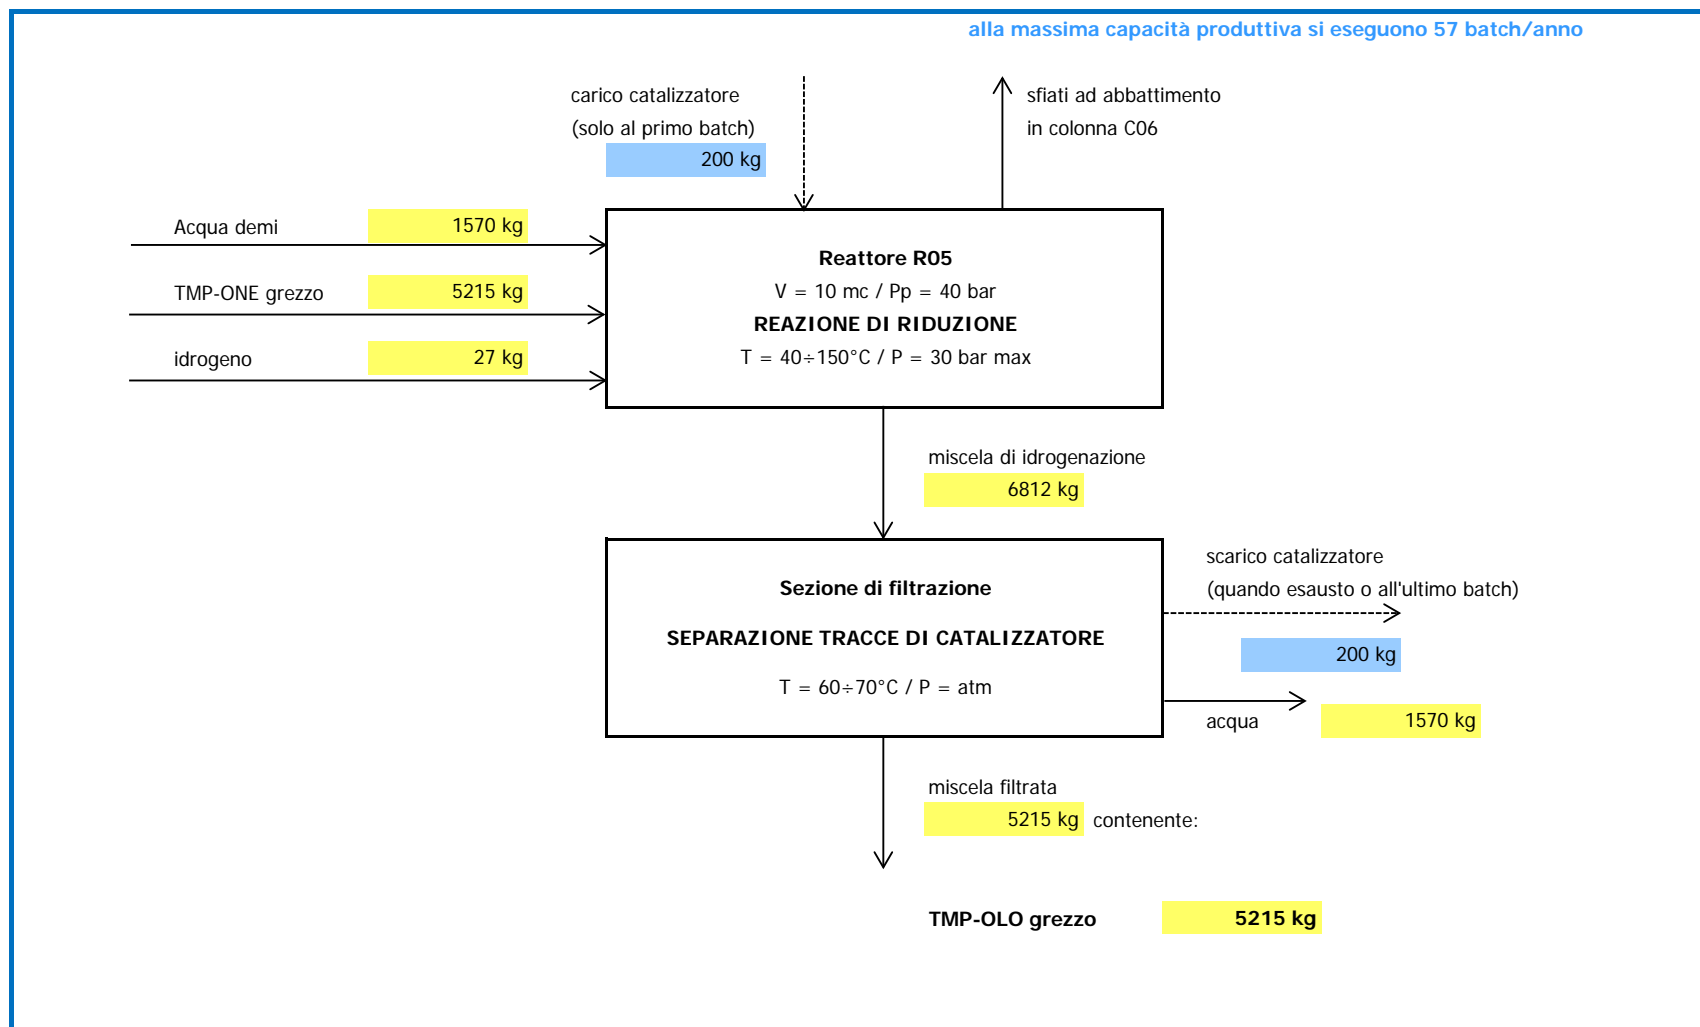 alla massima capacità produttiva si eseguono 57 batch/anno
carico catalizzatore
(solo al primo batch)
200 kg
sfiati ad abbattimento
in colonna C06
Acqua demi 1570 kg
TMP-ONE grezzo 5215 kg
idrogeno 27 kg
Reattore R05
V = 10 mc / Pp = 40 bar
REAZIONE DI RIDUZIONE
T = 40÷150°C / P = 30 bar max
miscela di idrogenazione
6812 kg
Sezione di filtrazione
SEPARAZIONE TRACCE DI CATALIZZATORE
T = 60÷70°C / P = atm
scarico catalizzatore
(quando esausto o all'ultimo batch)
200 kg
acqua 1570 kg
miscela filtrata
5215 kg contenente:
TMP-OLO grezzo 5215 kg